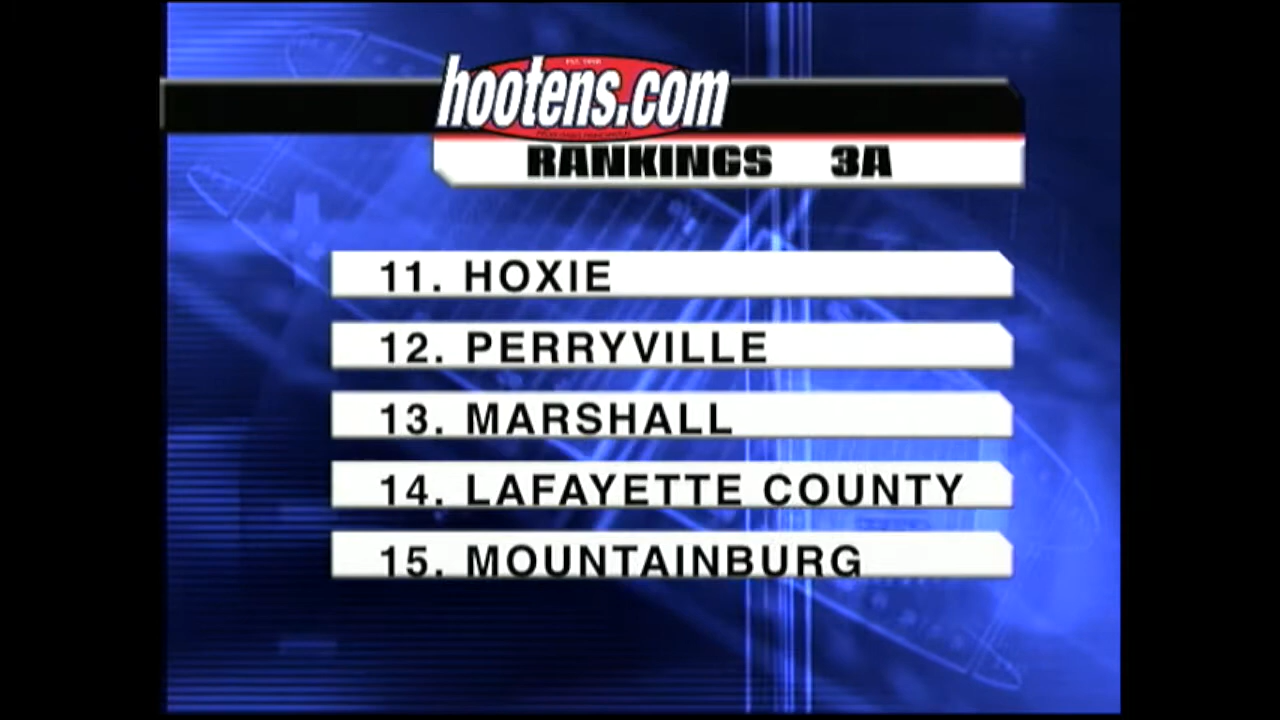 hootens.com
RANKINGS 3A
11. HOXIE
12. PERRYVILLE
13. MARSHALL
14. LAFAYETTE COUNTY
15. MOUNTAINBURG